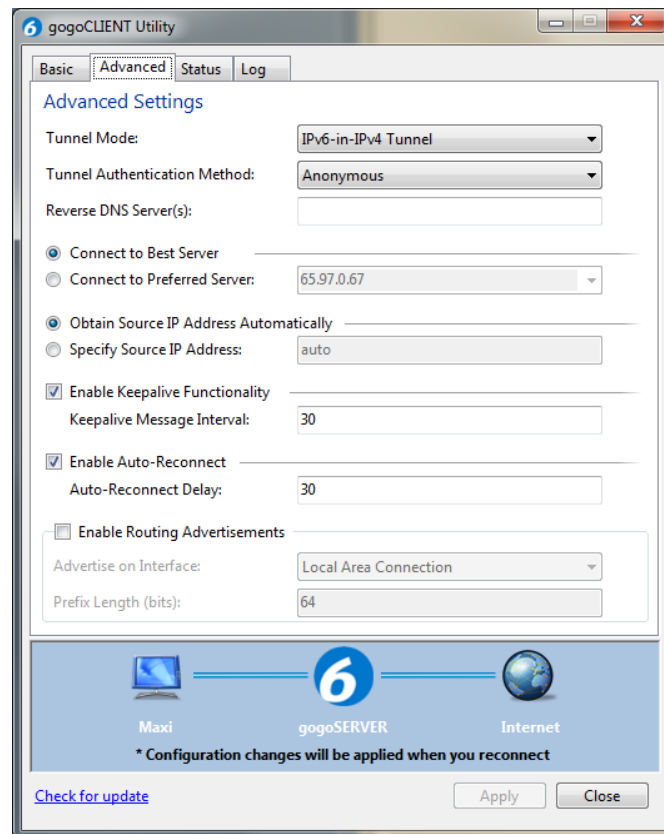 6 gogoCLIENT Utility
Basic Advanced Status Log
Advanced Settings
Tunnel Mode: IPv6-in-IPv4 Tunnel
Tunnel Authentication Method: Anonymous
Reverse DNS Server(s):
Connect to Best Server
Connect to Preferred Server: 65.97.0.67
Obtain Source IP Address Automatically
Specify Source IP Address: auto
Enable Keepalive Functionality
Keepalive Message Interval: 30
Enable Auto-Reconnect
Auto-Reconnect Delay: 30
Enable Routing Advertisements
Advertise on Interface: Local Area Connection
Prefix Length (bits): 64
6
Maxi gogoSERVER Internet
* Configuration changes will be applied when you reconnect
Check for update Apply Close